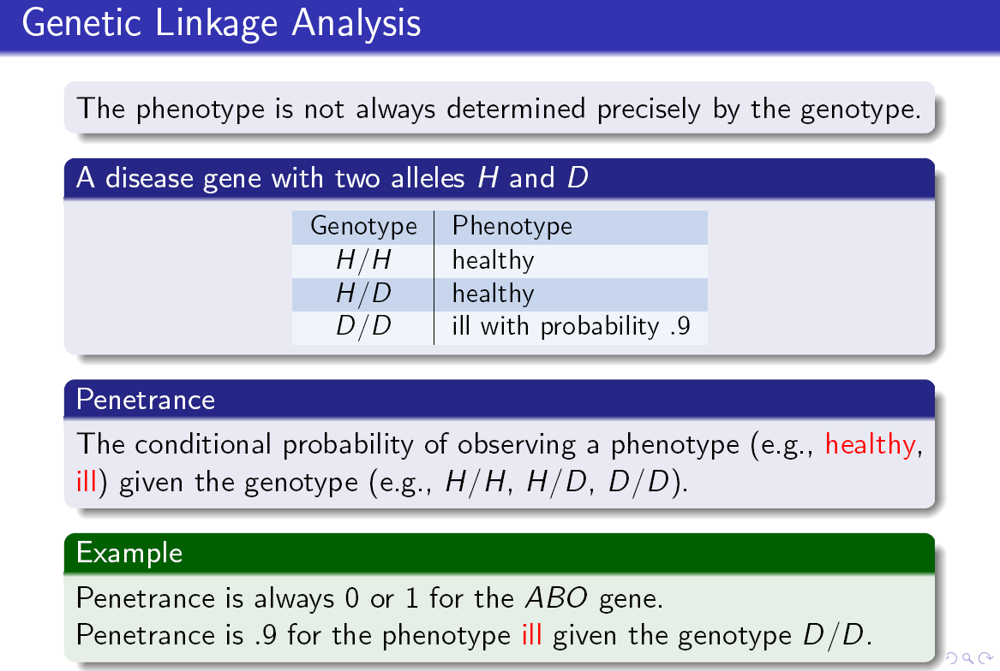 Genetic Linkage Analysis
The phenotype is not always determined precisely by the genotype.
A disease gene with two alleles H and D
Genotype Phenotype
H/H healthy
H/D healthy
D/D ill with probability .9
Penetrance
The conditional probability of observing a phenotype (e.g., healthy,
ill) given the genotype (e.g., H/H, H/D, D/D).
Example
Penetrance is always 0 or 1 for the ABO gene.
Penetrance is .9 for the phenotype ill given the genotype D/D.